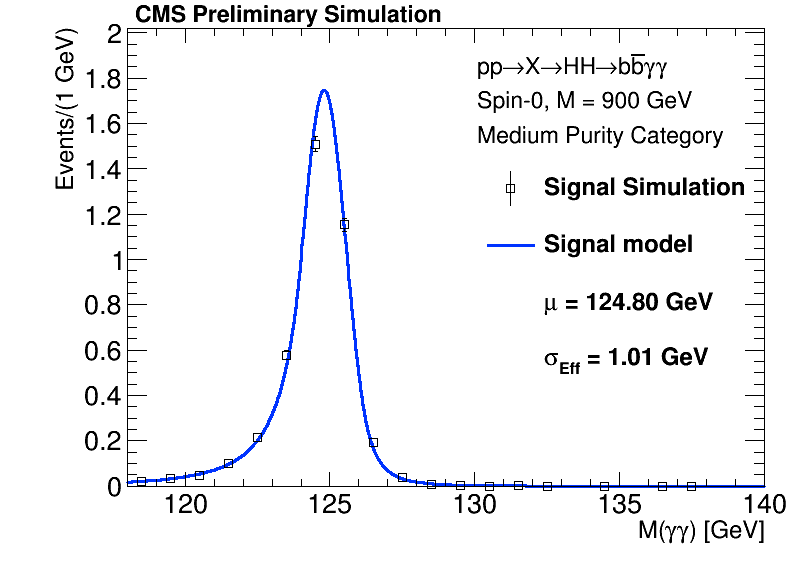 CMS Preliminary Simulation
Events/(1 GeV)
2
1.8
1.6
1.4
1.2
1
0.8
0.6
0.4
0.2
0
pp→X→HH→bb̅γγ
Spin-0, M = 900 GeV
Medium Purity Category
Signal Simulation
Signal model
μ = 124.80 GeV
σEff = 1.01 GeV
120 125 130 135 140
M(γγ) [GeV]